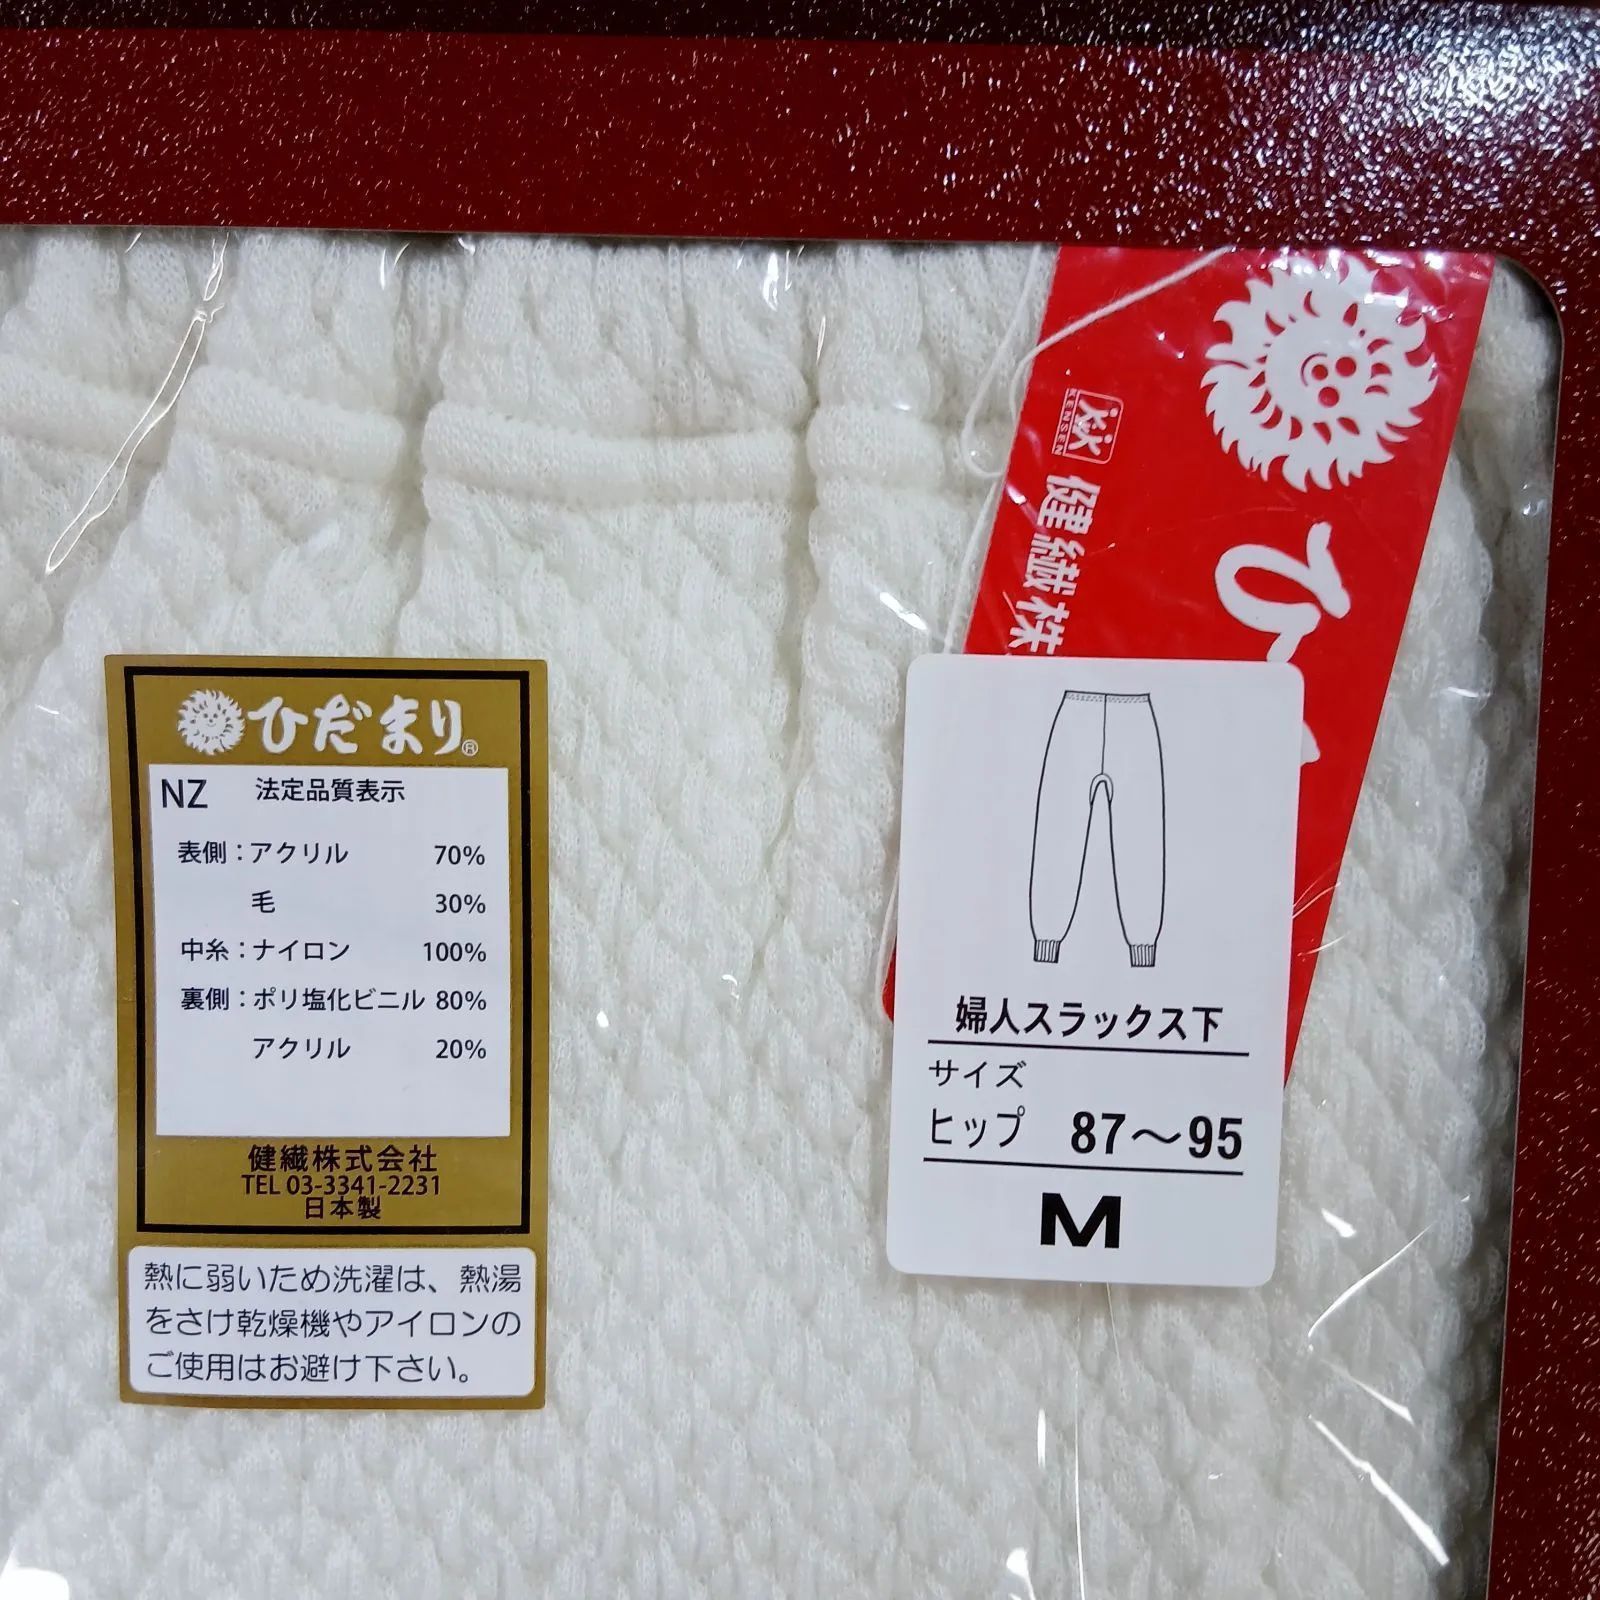 ひだまり®
NZ 法定品質表示
表側：アクリル 70%
毛 30%
中糸：ナイロン 100%
裏側：ポリ塩化ビニル 80%
アクリル 20%
健繊株式会社
TEL 03-3341-2231
日本製
熱に弱いため洗濯は、熱湯
をさけ乾燥機やアイロンの
ご使用はお避け下さい。
KENSEN
健繊株
ひ
婦人スラックス下
サイズ
ヒップ 87～95
M